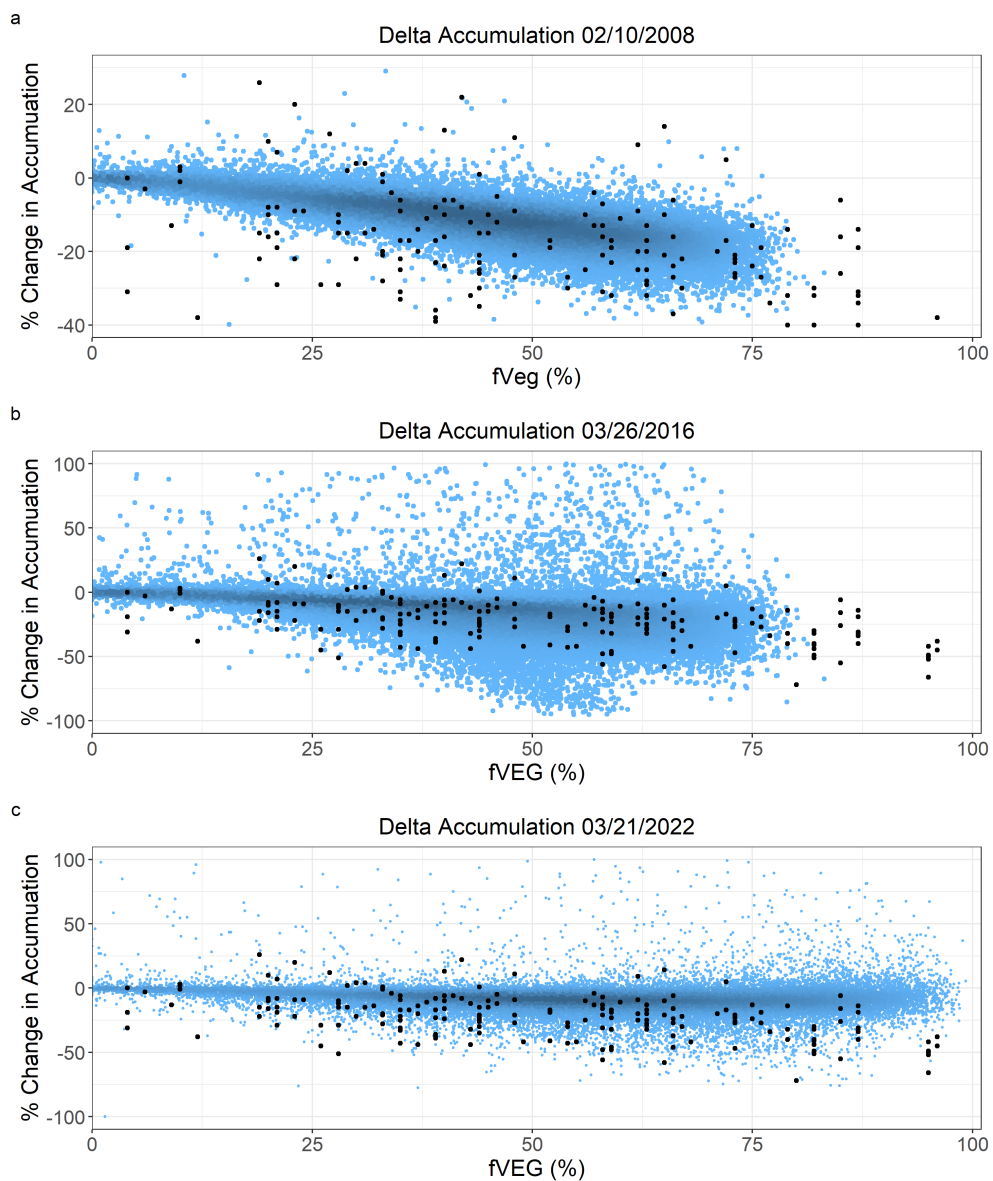 a
Delta Accumulation 02/10/2008
% Change in Accumuation
20
0
-20
-40
0 25 50 75 100
fVeg (%)
b
Delta Accumulation 03/26/2016
% Change in Accumuation
100
50
0
-50
-100
0 25 50 75 100
fVEG (%)
c
Delta Accumulation 03/21/2022
% Change in Accumuation
100
50
0
-50
-100
0 25 50 75 100
fVEG (%)